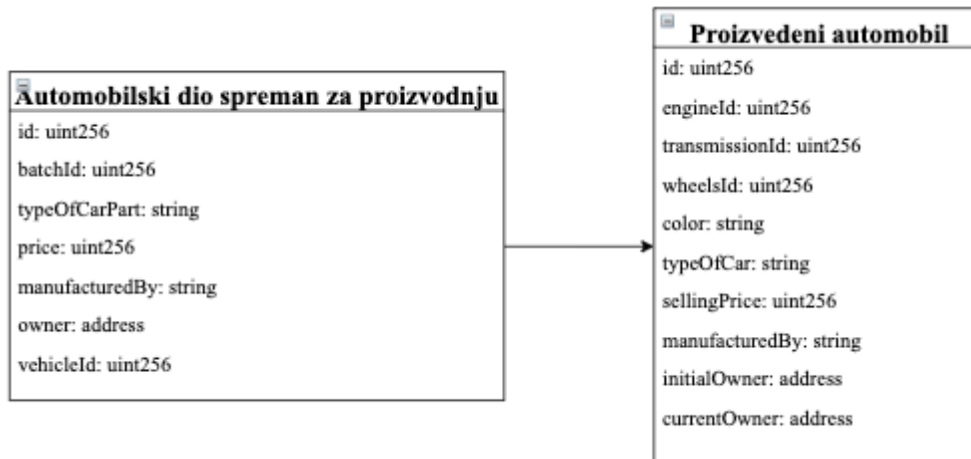 Automobilski dio spreman za proizvodnju
id: uint256
batchId: uint256
typeOfCarPart: string
price: uint256
manufacturedBy: string
owner: address
vehicleId: uint256
Proizvedeni automobil
id: uint256
engineId: uint256
transmissionId: uint256
wheelsId: uint256
color: string
typeOfCar: string
sellingPrice: uint256
manufacturedBy: string
initialOwner: address
currentOwner: address